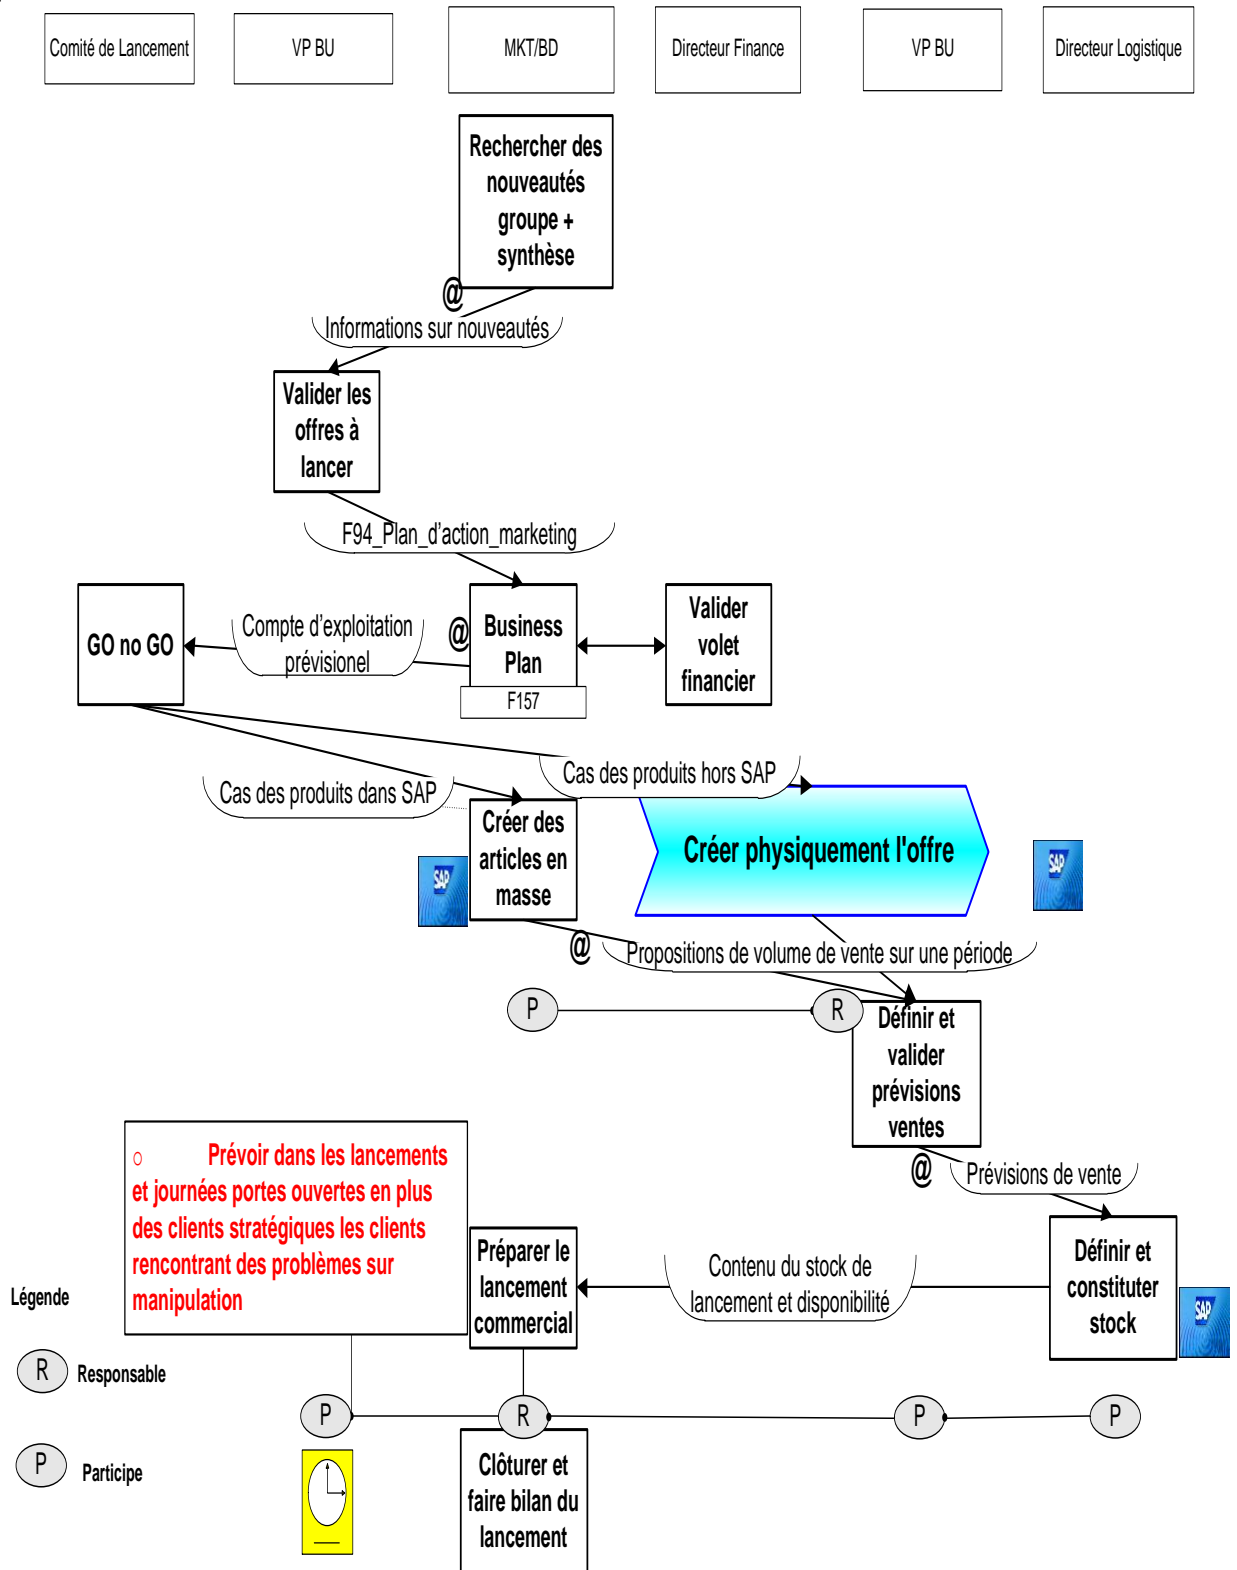 Comité de Lancement
VP BU
MKT/BD
Directeur Finance
VP BU
Directeur Logistique
Rechercher des
nouveautés
groupe +
synthèse
@
Informations sur nouveautés
Valider les
offres à
lancer
F94_Plan_d'action_marketing
GO no GO
Compte d'exploitation
prévisionel
@
Business
Plan
F157
Valider
volet
financier
Cas des produits dans SAP
Cas des produits hors SAP
SAP
Créer des
articles en
masse
Créer physiquement l'offre
SAP
@
Propositions de volume de vente sur une période
P
R
Définir et
valider
prévisions
ventes
@
Prévisions de vente
○ Prévoir dans les lancements
et journées portes ouvertes en plus
des clients stratégiques les clients
rencontrant des problèmes sur
manipulation
Préparer le
lancement
commercial
Contenu du stock de
lancement et disponibilité
Définir et
constituter
stock
SAP
Légende
R Responsable
P Participe
P
R
P
P
Clôturer et
faire bilan du
lancement